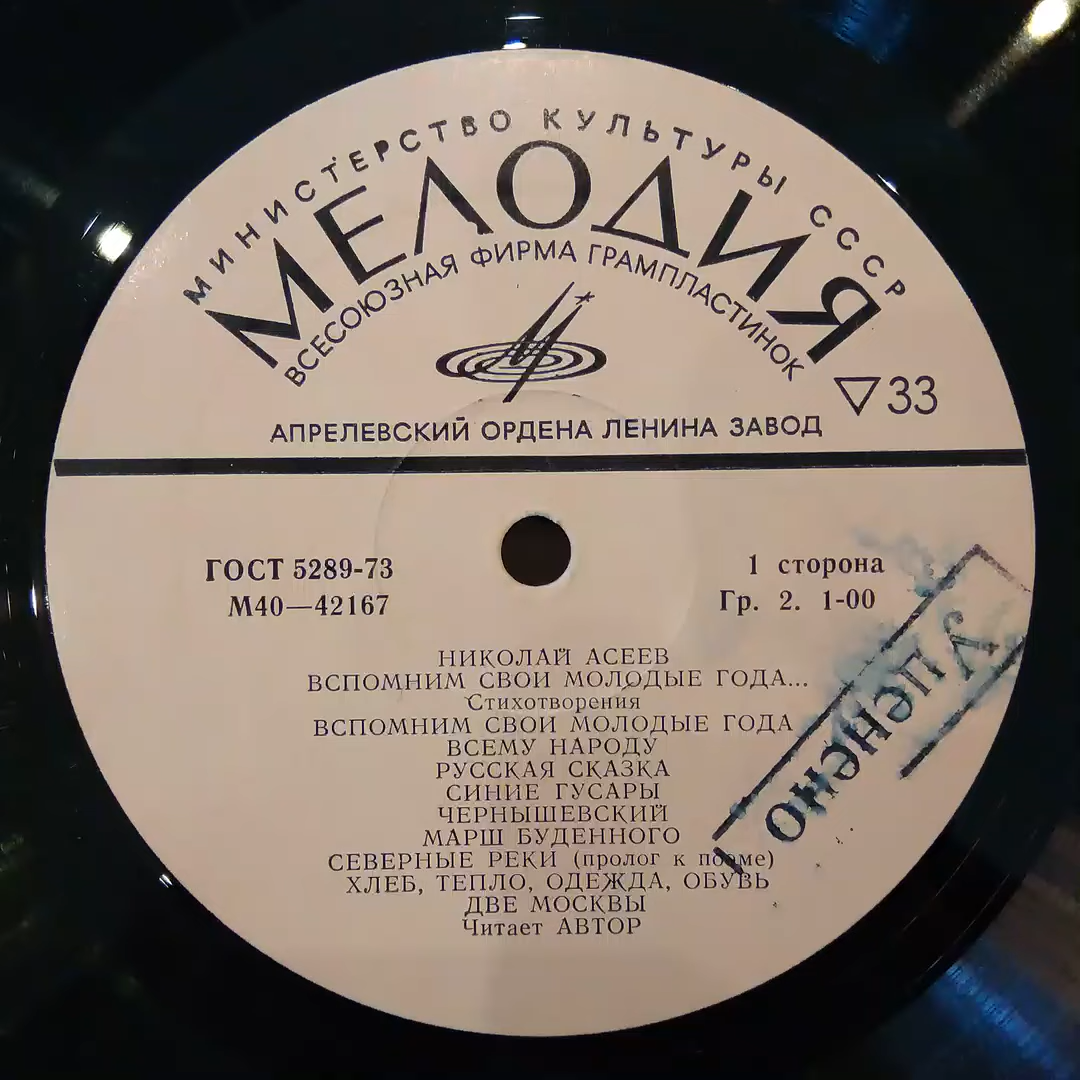 МИНИСТЕРСТВО КУЛЬТУРЫ СССР
МЕЛОДИЯ
ВСЕСОЮЗНАЯ ФИРМА ГРАМПЛАСТИНОК
33
АПРЕЛЕВСКИЙ ОРДЕНА ЛЕНИНА ЗАВОД
ГОСТ 5289-73
М40—42167
1 сторона
Гр. 2. 1-00
НИКОЛАЙ АСЕЕВ
ВСПОМНИМ СВОИ МОЛОДЫЕ ГОДА...
Стихотворения
ВСПОМНИМ СВОИ МОЛОДЫЕ ГОДА
ВСЕМУ НАРОДУ
РУССКАЯ СКАЗКА
СИНИЕ ГУСАРЫ
ЧЕРНЫШЕВСКИЙ
МАРШ БУДЕННОГО
СЕВЕРНЫЕ РЕКИ (пролог к поэме)
ХЛЕБ, ТЕПЛО, ОДЕЖДА, ОБУВЬ
ДВЕ МОСКВЫ
Читает АВТОР
Уценено